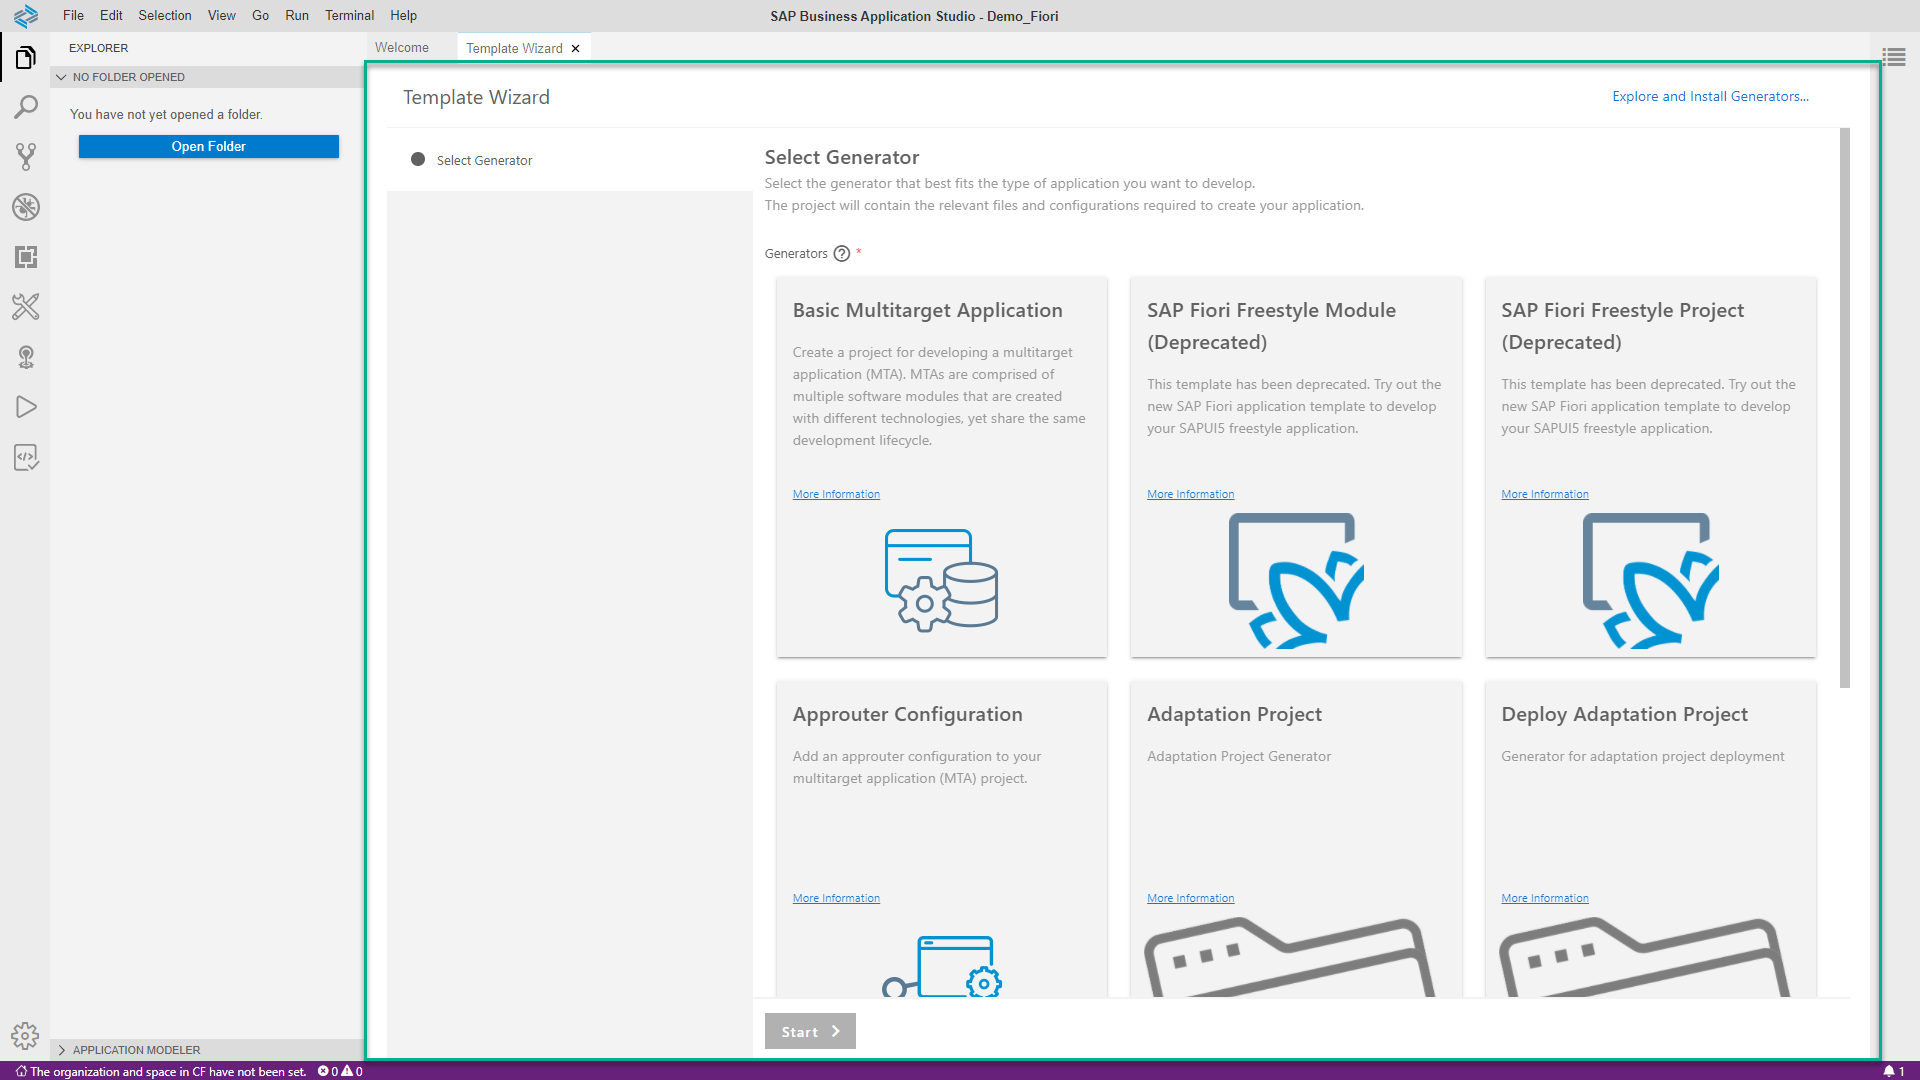 File Edit Selection View Go Run Terminal Help
SAP Business Application Studio - Demo_Fiori
EXPLORER
NO FOLDER OPENED
You have not yet opened a folder.
Open Folder
APPLICATION MODELER
Welcome
Template Wizard
Template Wizard
Explore and Install Generators...
Select Generator
Select Generator
Select the generator that best fits the type of application you want to develop.
The project will contain the relevant files and configurations required to create your application.
Generators ? *
Basic Multitarget Application
Create a project for developing a multitarget
application (MTA). MTAs are comprised of
multiple software modules that are created
with different technologies, yet share the same
development lifecycle.
More Information
SAP Fiori Freestyle Module
(Deprecated)
This template has been deprecated. Try out the
new SAP Fiori application template to develop
your SAPUI5 freestyle application.
More Information
SAP Fiori Freestyle Project
(Deprecated)
This template has been deprecated. Try out the
new SAP Fiori application template to develop
your SAPUI5 freestyle application.
More Information
Approuter Configuration
Add an approuter configuration to your
multitarget application (MTA) project.
More Information
Adaptation Project
Adaptation Project Generator
More Information
Deploy Adaptation Project
Generator for adaptation project deployment
More Information
Start
The organization and space in CF have not been set. 0 0
1